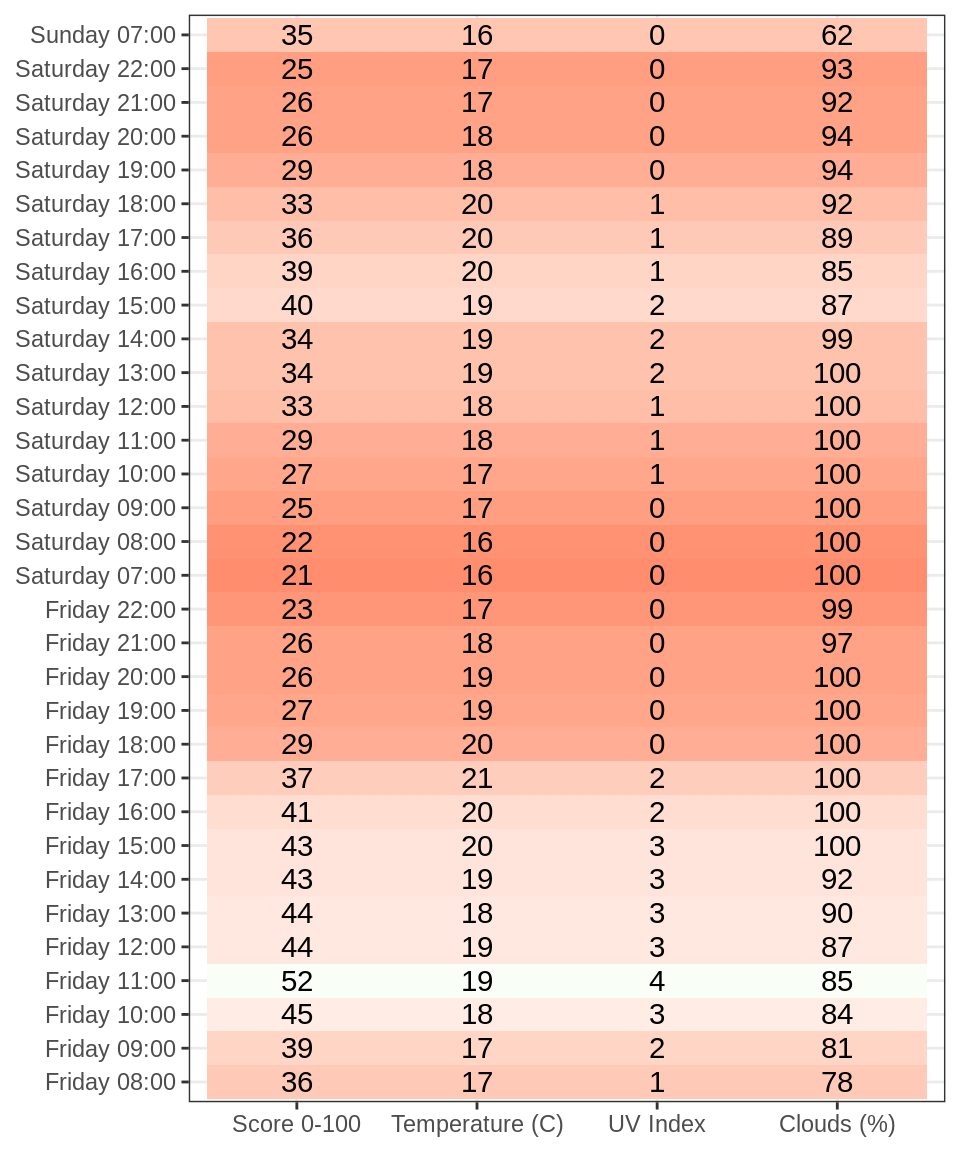 Sunday 07:00 35 16 0 62
Saturday 22:00 25 17 0 93
Saturday 21:00 26 17 0 92
Saturday 20:00 26 18 0 94
Saturday 19:00 29 18 0 94
Saturday 18:00 33 20 1 92
Saturday 17:00 36 20 1 89
Saturday 16:00 39 20 1 85
Saturday 15:00 40 19 2 87
Saturday 14:00 34 19 2 99
Saturday 13:00 34 19 2 100
Saturday 12:00 33 18 1 100
Saturday 11:00 29 18 1 100
Saturday 10:00 27 17 1 100
Saturday 09:00 25 17 0 100
Saturday 08:00 22 16 0 100
Saturday 07:00 21 16 0 100
Friday 22:00 23 17 0 99
Friday 21:00 26 18 0 97
Friday 20:00 26 19 0 100
Friday 19:00 27 19 0 100
Friday 18:00 29 20 0 100
Friday 17:00 37 21 2 100
Friday 16:00 41 20 2 100
Friday 15:00 43 20 3 100
Friday 14:00 43 19 3 92
Friday 13:00 44 18 3 90
Friday 12:00 44 19 3 87
Friday 11:00 52 19 4 85
Friday 10:00 45 18 3 84
Friday 09:00 39 17 2 81
Friday 08:00 36 17 1 78
Score 0-100 Temperature (C) UV Index Clouds (%)